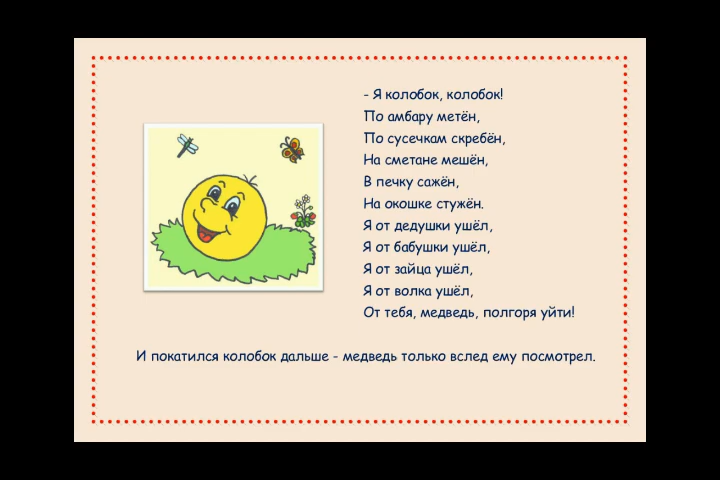 - Я колобок, колобок!
По амбару метён,
По сусечкам скребён,
На сметане мешён,
В печку сажён,
На окошке стужён.
Я от дедушки ушёл,
Я от бабушки ушёл,
Я от зайца ушёл,
Я от волка ушёл,
От тебя, медведь, полгоря уйти!
И покатился колобок дальше - медведь только вслед ему посмотрел.